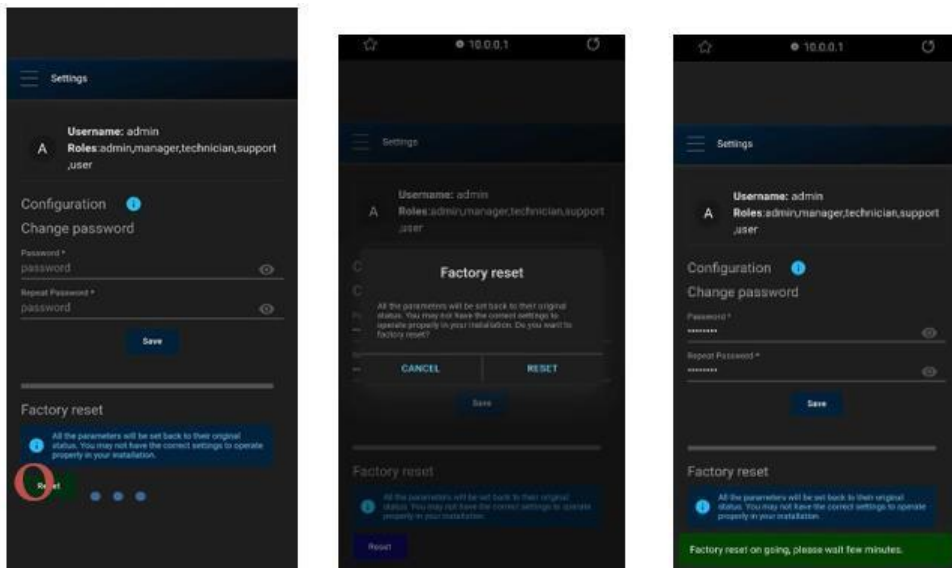 Settings
A
Username: admin
Roles:admin,manager,technician,support
,user
Configuration
Change password
Password *
password
Repeat Password *
password
Save
Factory reset
All the parameters will be set back to their original
status. You may not have the correct settings to operate
properly in your installation.
Reset
10.0.0.1
Settings
A
Username: admin
Roles:admin,manager,technician,support
,user
Factory reset
All the parameters will be set back to their original
status. You may not have the correct settings to
operate properly in your installation. Do you want to
factory reset?
CANCEL
RESET
Save
Factory reset
All the parameters will be set back to their original
status. You may not have the correct settings to operate
properly in your installation.
Reset
10.0.0.1
Settings
A
Username: admin
Roles:admin,manager,technician,support
,user
Configuration
Change password
Password *
••••••••
Repeat Password *
••••••••
Save
Factory reset
All the parameters will be set back to their original
status. You may not have the correct settings to operate
properly in your installation.
Factory reset on going, please wait few minutes.